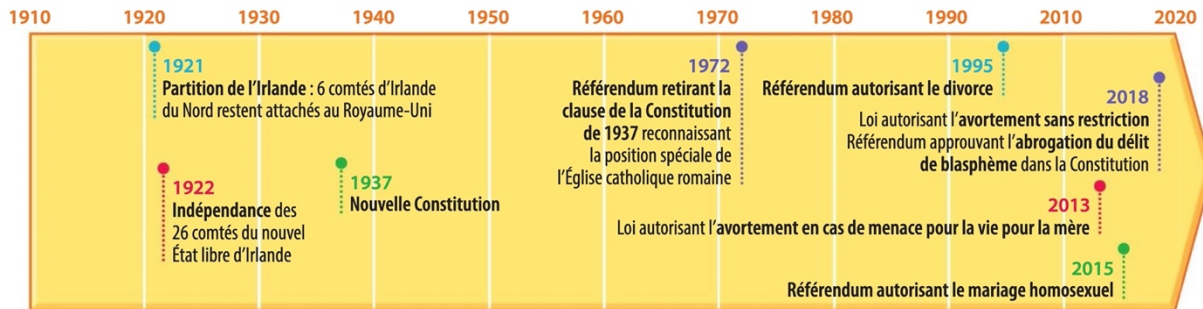 1910 1920 1930 1940 1950 1960 1970 1980 1990 2000 2010 2020
1921
Partition de l’Irlande : 6 comtés d’Irlande
du Nord restent attachés au Royaume-Uni
1922
Indépendance des
26 comtés du nouvel
État libre d’Irlande
1937
Nouvelle Constitution
1972
Référendum retirant la
clause de la Constitution
de 1937 reconnaissant
la position spéciale de
l’Église catholique romaine
1995
Référendum autorisant le divorce
2018
Loi autorisant l’avortement sans restriction
Référendum approuvant l’abrogation du délit
de blasphème dans la Constitution
2013
Loi autorisant l’avortement en cas de menace pour la vie pour la mère
2015
Référendum autorisant le mariage homosexuel